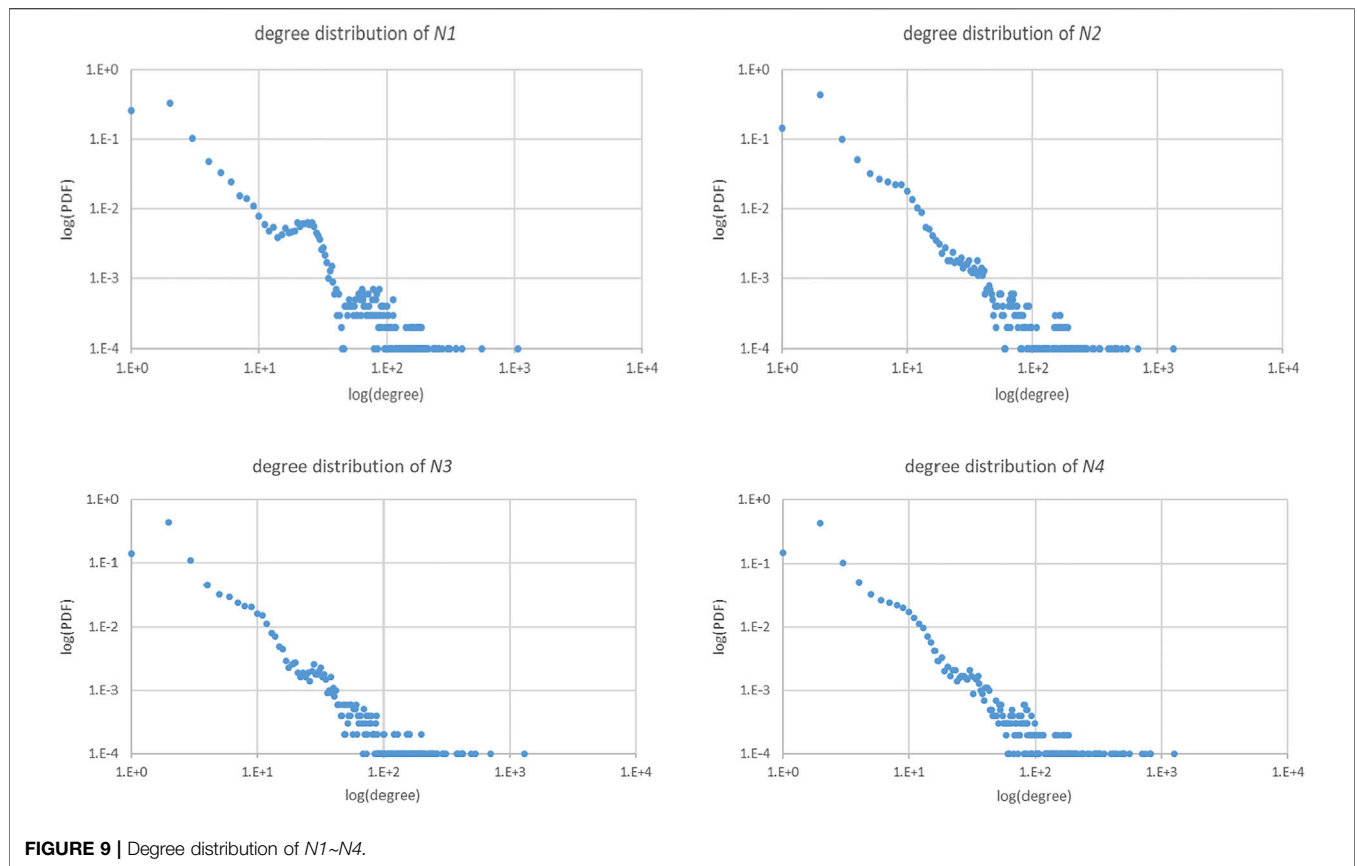 degree distribution of N1
1.E+0
1.E-1
1.E-2
1.E-3
1.E-4
log(PDF)
1.E+0 1.E+1 1.E+2 1.E+3 1.E+4
log(degree)
degree distribution of N2
1.E+0
1.E-1
1.E-2
1.E-3
1.E-4
log(PDF)
1.E+0 1.E+1 1.E+2 1.E+3 1.E+4
log(degree)
degree distribution of N3
1.E+0
1.E-1
1.E-2
1.E-3
1.E-4
log(PDF)
1.E+0 1.E+1 1.E+2 1.E+3 1.E+4
log(degree)
degree distribution of N4
1.E+0
1.E-1
1.E-2
1.E-3
1.E-4
log(PDF)
1.E+0 1.E+1 1.E+2 1.E+3 1.E+4
log(degree)
FIGURE 9 | Degree distribution of N1~N4.